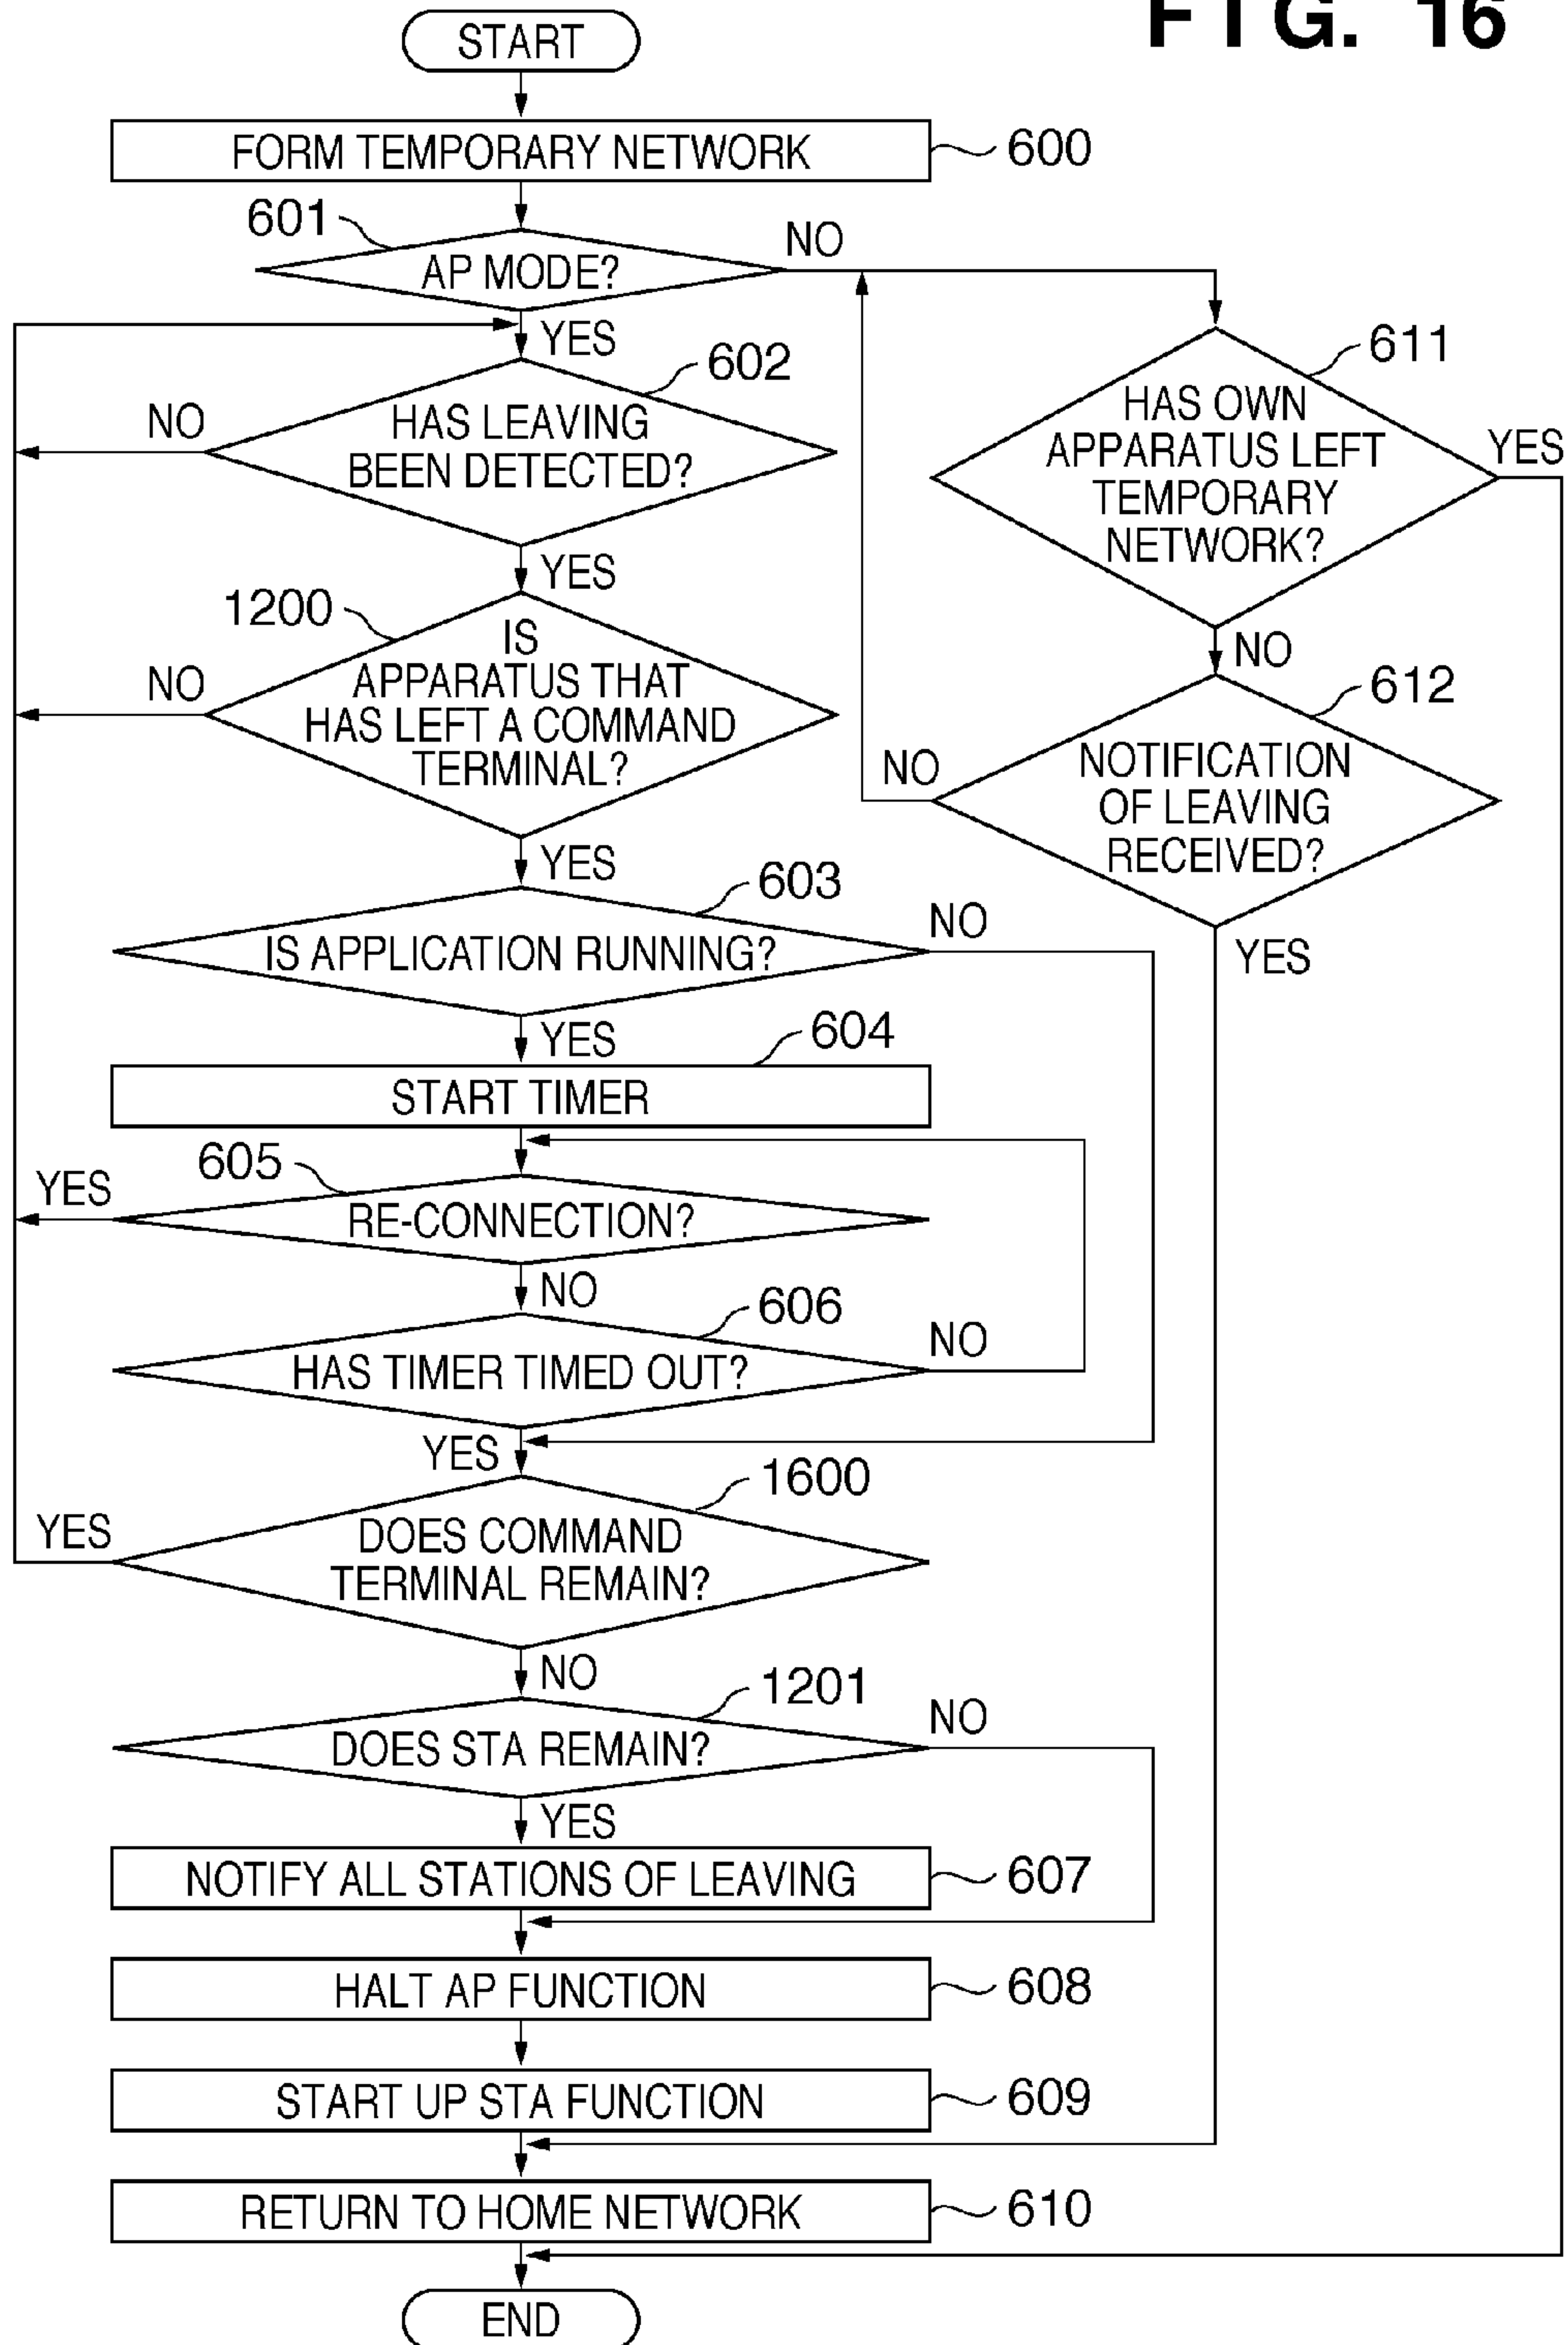 FIG. 16
START
FORM TEMPORARY NETWORK
600
601
AP MODE?
NO
YES
602
HAS LEAVING
BEEN DETECTED?
NO
YES
611
HAS OWN
APPARATUS LEFT
TEMPORARY
NETWORK?
YES
NO
1200
IS
APPARATUS THAT
HAS LEFT A COMMAND
TERMINAL?
NO
YES
612
NOTIFICATION
OF LEAVING
RECEIVED?
NO
YES
603
IS APPLICATION RUNNING?
NO
YES
604
START TIMER
605
YES
RE-CONNECTION?
NO
606
HAS TIMER TIMED OUT?
NO
YES
1600
DOES COMMAND
TERMINAL REMAIN?
YES
NO
1201
DOES STA REMAIN?
NO
YES
NOTIFY ALL STATIONS OF LEAVING
607
HALT AP FUNCTION
608
START UP STA FUNCTION
609
RETURN TO HOME NETWORK
610
END